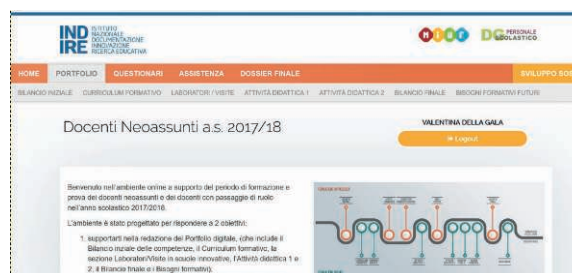 INDIRE
ISTITUTO
NAZIONALE
DOCUMENTAZIONE
INNOVAZIONE
RICERCA EDUCATIVA
MIUR
DG PERSONALE SCOLASTICO
HOME PORTFOLIO QUESTIONARI ASSISTENZA DOSSIER FINALE SVILUPPO SOS
BILANCIO INIZIALE CURRICULUM FORMATIVO LABORATORI / VISITE ATTIVITÀ DIDATTICA 1 ATTIVITÀ DIDATTICA 2 BILANCIO FINALE BISOGNI FORMATIVI FUTURI
Docenti Neoassunti a.s. 2017/18
VALENTINA DELLA GALA
Logout
Benvenuto nell'ambiente online a supporto del periodo di formazione e
prova dei docenti neoassunti e dei docenti con passaggio di ruolo
nell'anno scolastico 2017/2018.
L'ambiente è stato progettato per rispondere a 2 obiettivi:
1. supportarti nella redazione del Portfolio digitale, (che include il
Bilancio iniziale delle competenze, il Curriculum formativo, la
sezione Laboratori/Visite in scuole innovative, l'Attività didattica 1 e
2, il Bilancio finale e i Bisogni formativi);